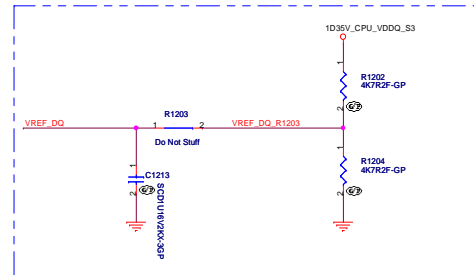 1D35V_CPU_VDDQ_S3
1
R1202
4K7R2F-GP
2
R1203
VREF_DQ
1
2
VREF_DQ_R1203
Do Not Stuff
1
R1204
4K7R2F-GP
2
1
C1213
2
SCD1U16V2KX-3GP